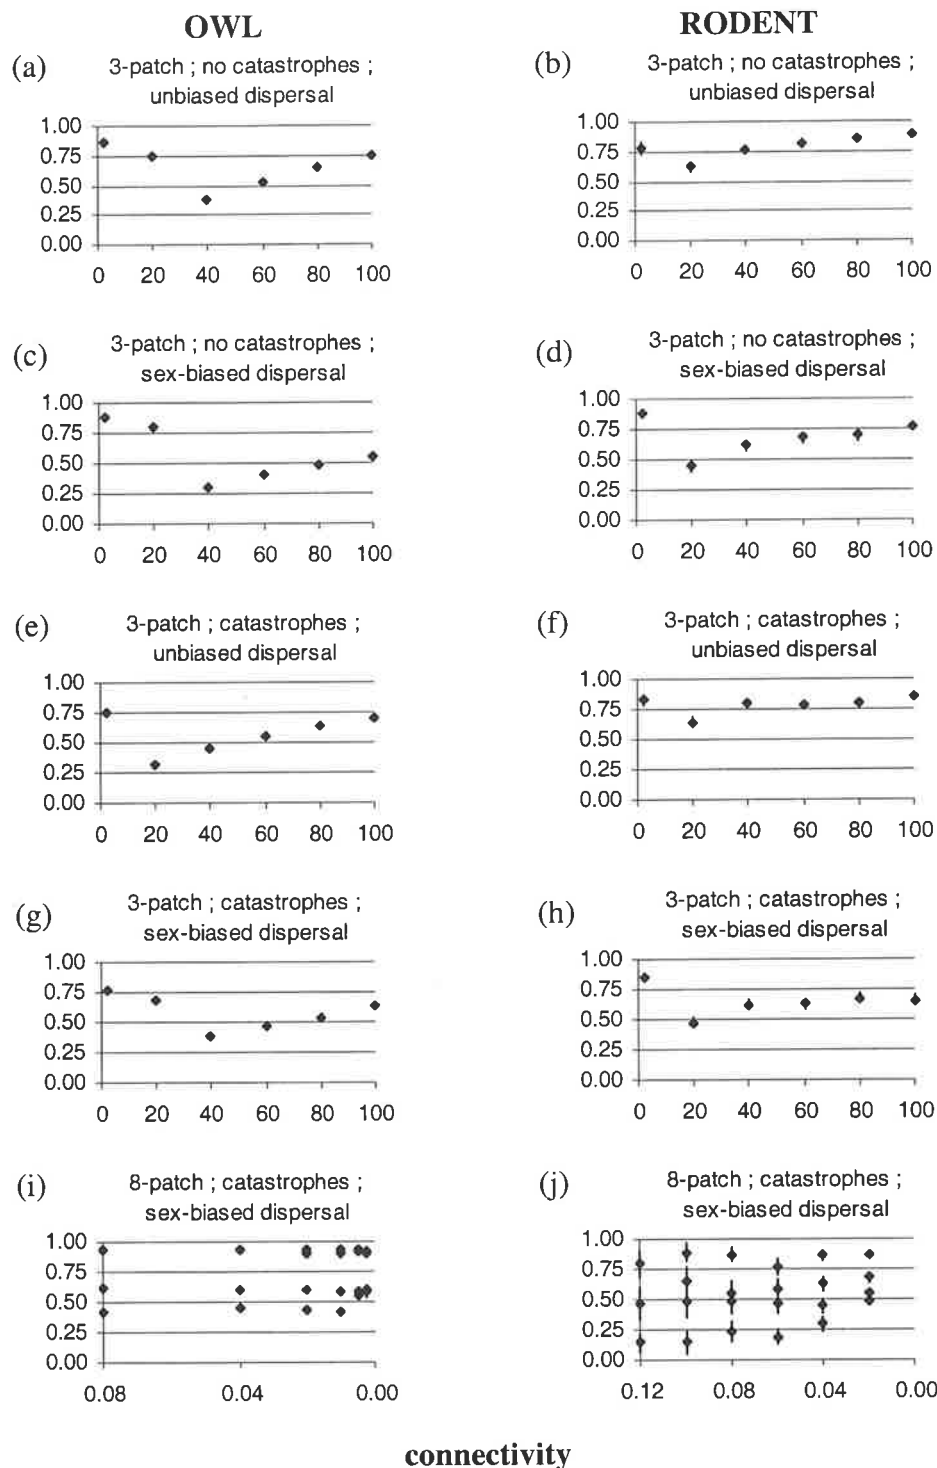 OWL
RODENT
(a)
3-patch ; no catastrophes ;
unbiased dispersal
1.00
0.75
0.50
0.25
0.00
0 20 40 60 80 100
(b)
3-patch ; no catastrophes ;
unbiased dispersal
1.00
0.75
0.50
0.25
0.00
0 20 40 60 80 100
(c)
3-patch ; no catastrophes ;
sex-biased dispersal
1.00
0.75
0.50
0.25
0.00
0 20 40 60 80 100
(d)
3-patch ; no catastrophes ;
sex-biased dispersal
1.00
0.75
0.50
0.25
0.00
0 20 40 60 80 100
(e)
3-patch ; catastrophes ;
unbiased dispersal
1.00
0.75
0.50
0.25
0.00
0 20 40 60 80 100
(f)
3-patch ; catastrophes ;
unbiased dispersal
1.00
0.75
0.50
0.25
0.00
0 20 40 60 80 100
(g)
3-patch ; catastrophes ;
sex-biased dispersal
1.00
0.75
0.50
0.25
0.00
0 20 40 60 80 100
(h)
3-patch ; catastrophes ;
sex-biased dispersal
1.00
0.75
0.50
0.25
0.00
0 20 40 60 80 100
(i)
8-patch ; catastrophes ;
sex-biased dispersal
1.00
0.75
0.50
0.25
0.00
0.08 0.04 0.00
(j)
8-patch ; catastrophes ;
sex-biased dispersal
1.00
0.75
0.50
0.25
0.00
0.12 0.08 0.04 0.00
connectivity